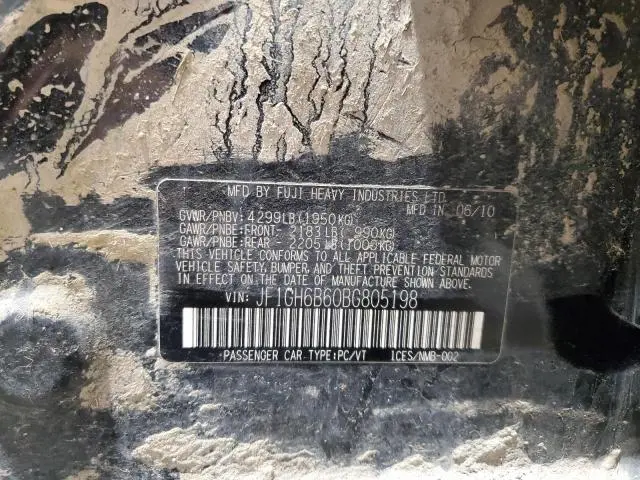 MFD BY FUJI HEAVY INDUSTRIES LTD.
MFD IN 06/10
GVWR/PNBV: 4299LB(1950KG)
GAWR/PNBE:FRONT- 2183LB( 990KG)
GAWR/PNBE:REAR - 2205LB(1000KG)
THIS VEHICLE CONFORMS TO ALL APPLICABLE FEDERAL MOTOR
VEHICLE SAFETY, BUMPER, AND THEFT PREVENTION STANDARDS
IN EFFECT ON THE DATE OF MANUFACTURE SHOWN ABOVE.
VIN: JF1GH6B60BG805198
PASSENGER CAR TYPE:PC/VT ICES/NMB-002